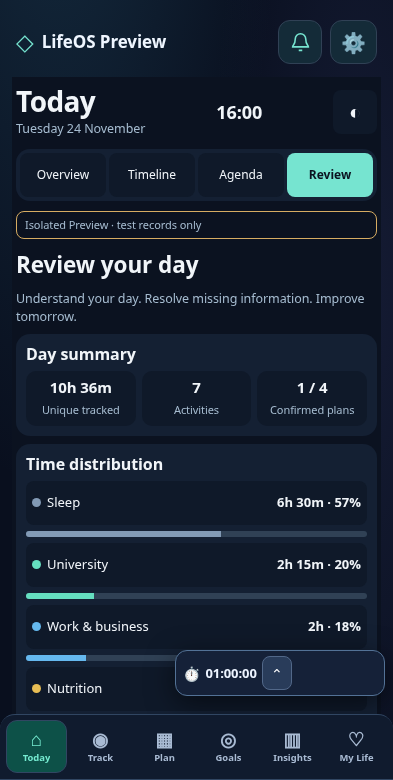 LifeOS Preview
Today
Tuesday 24 November
16:00
Overview
Timeline
Agenda
Review
Isolated Preview · test records only
Review your day
Understand your day. Resolve missing information. Improve
tomorrow.
Day summary
10h 36m
Unique tracked
7
Activities
1 / 4
Confirmed plans
Time distribution
Sleep
6h 30m · 57%
University
2h 15m · 20%
Work & business
2h · 18%
Nutrition
01:00:00
Today
Track
Plan
Goals
Insights
My Life